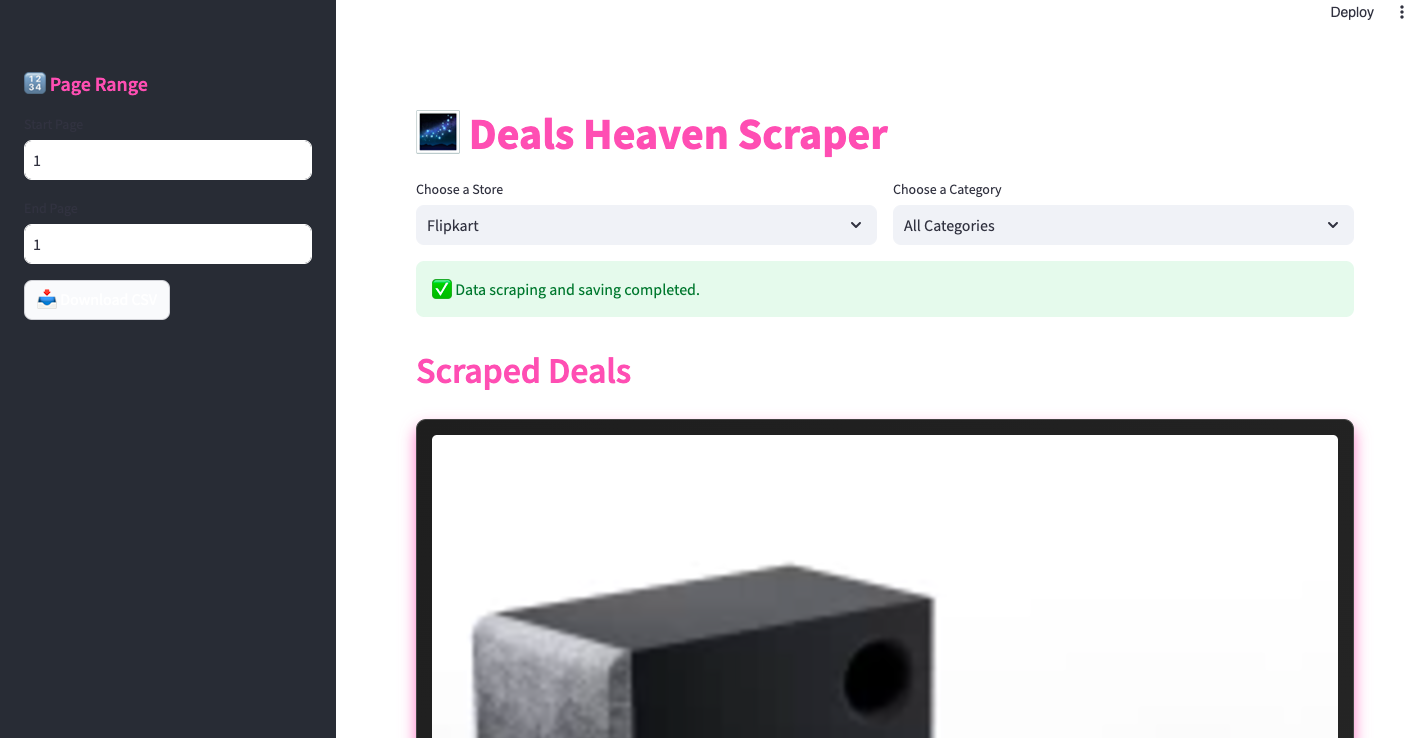 Deploy
🔢 Page Range
Start Page
1
End Page
1
📥 Download CSV
🌌 Deals Heaven Scraper
Choose a Store
Choose a Category
Flipkart
All Categories
✅ Data scraping and saving completed.
Scraped Deals